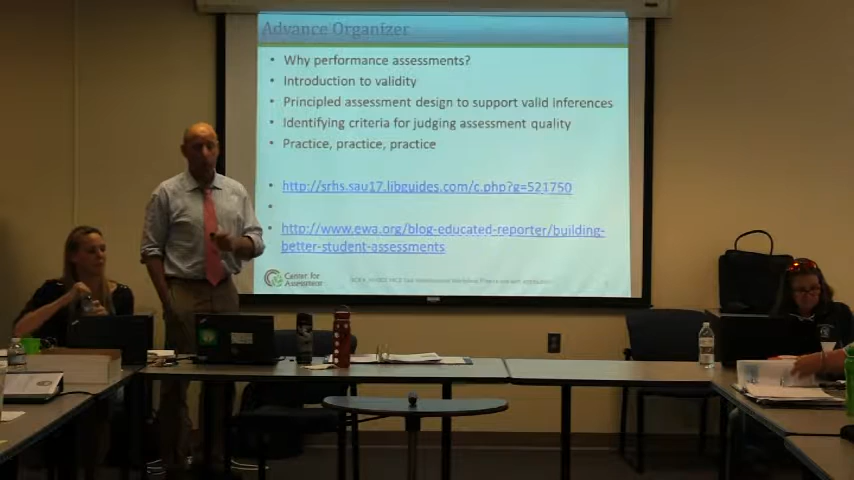 Advance Organizer
• Why performance assessments?
• Introduction to validity
• Principled assessment design to support valid inferences
• Identifying criteria for judging assessment quality
• Practice, practice, practice
• http://srhs.sau17.libguides.com/c.php?g=521750
•
• http://www.ewa.org/blog-educated-reporter/building-
better-student-assessments
Center for
Assessment